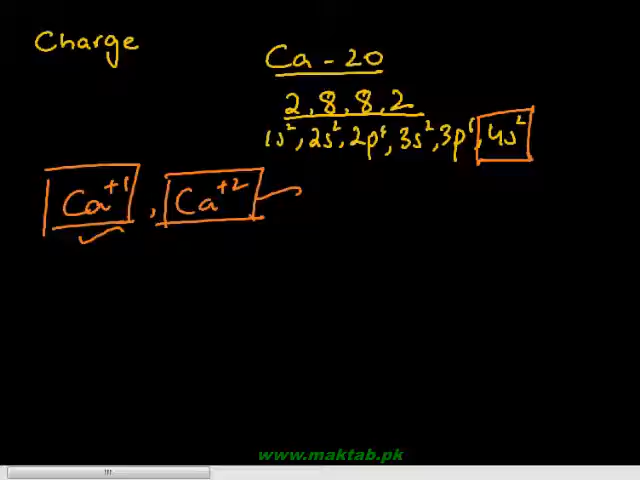 Charge
Ca - 20
2, 8, 8, 2
1s², 2s², 2p⁶, 3s², 3p⁶, 4s²
Ca⁺¹, Ca⁺²
www.maktab.pk